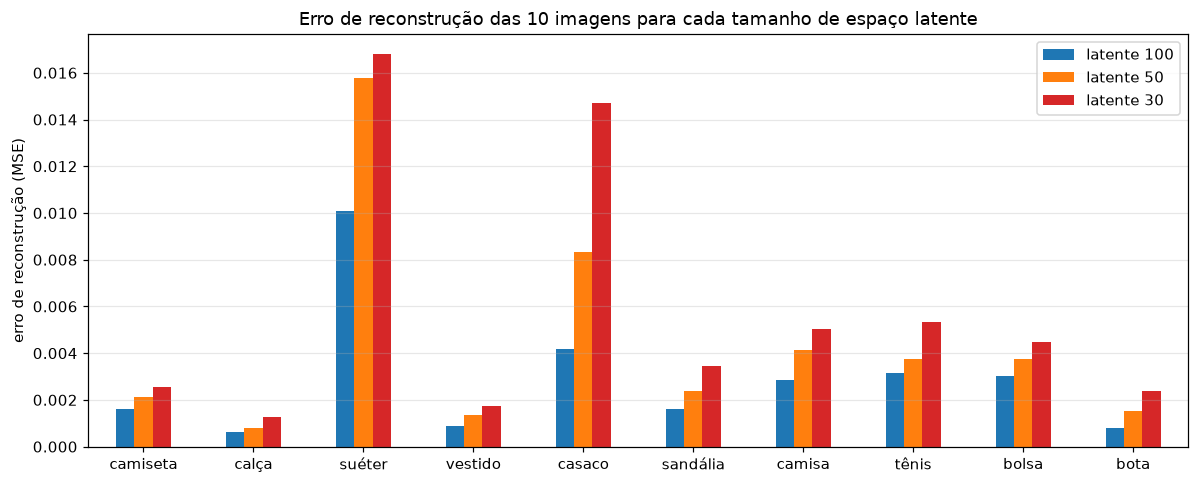 Erro de reconstrução das 10 imagens para cada tamanho de espaço latente
latente 100
latente 50
latente 30
erro de reconstrução (MSE)
0.016
0.014
0.012
0.010
0.008
0.006
0.004
0.002
0.000
camiseta calça suéter vestido casaco sandália camisa tênis bolsa bota